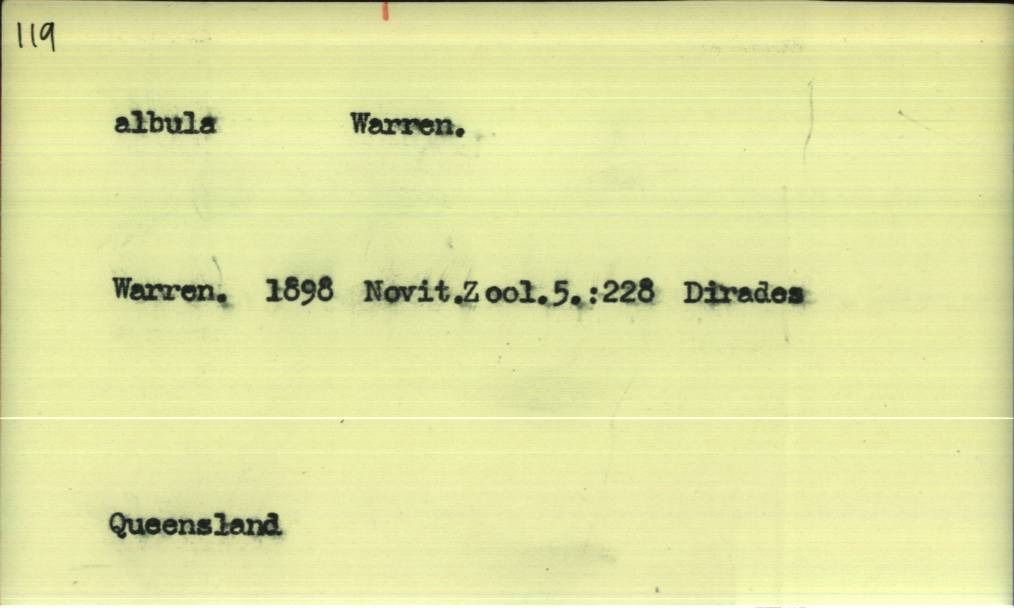 119
albula Warren.
Warren. 1898 Novit.Zool.5.:228 Dirades
Queensland